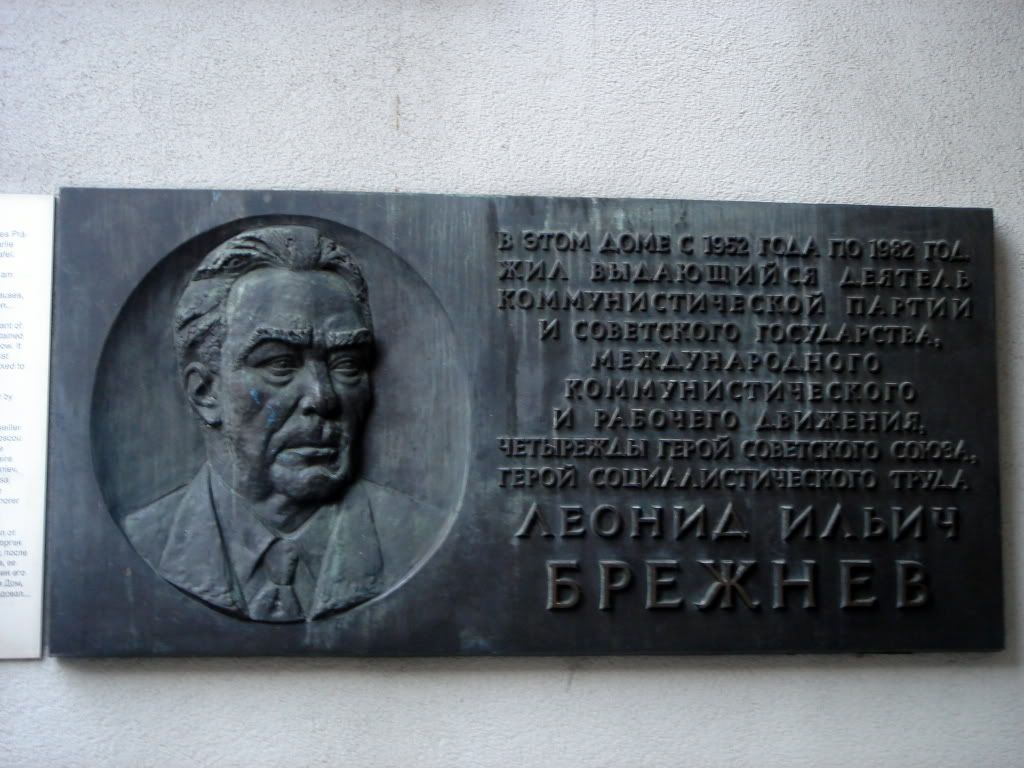 В ЭТОМ ДОМЕ С 1952 ГОДА ПО 1982 ГОД
ЖИЛ ВЫДАЮЩИЙСЯ ДЕЯТЕЛЬ
КОММУНИСТИЧЕСКОЙ ПАРТИИ
И СОВЕТСКОГО ГОСУДАРСТВА,
МЕЖДУНАРОДНОГО
КОММУНИСТИЧЕСКОГО
И РАБОЧЕГО ДВИЖЕНИЯ,
ЧЕТЫРЕЖДЫ ГЕРОЙ СОВЕТСКОГО СОЮЗА,
ГЕРОЙ СОЦИАЛИСТИЧЕСКОГО ТРУДА
ЛЕОНИД ИЛЬИЧ
БРЕЖНЕВ